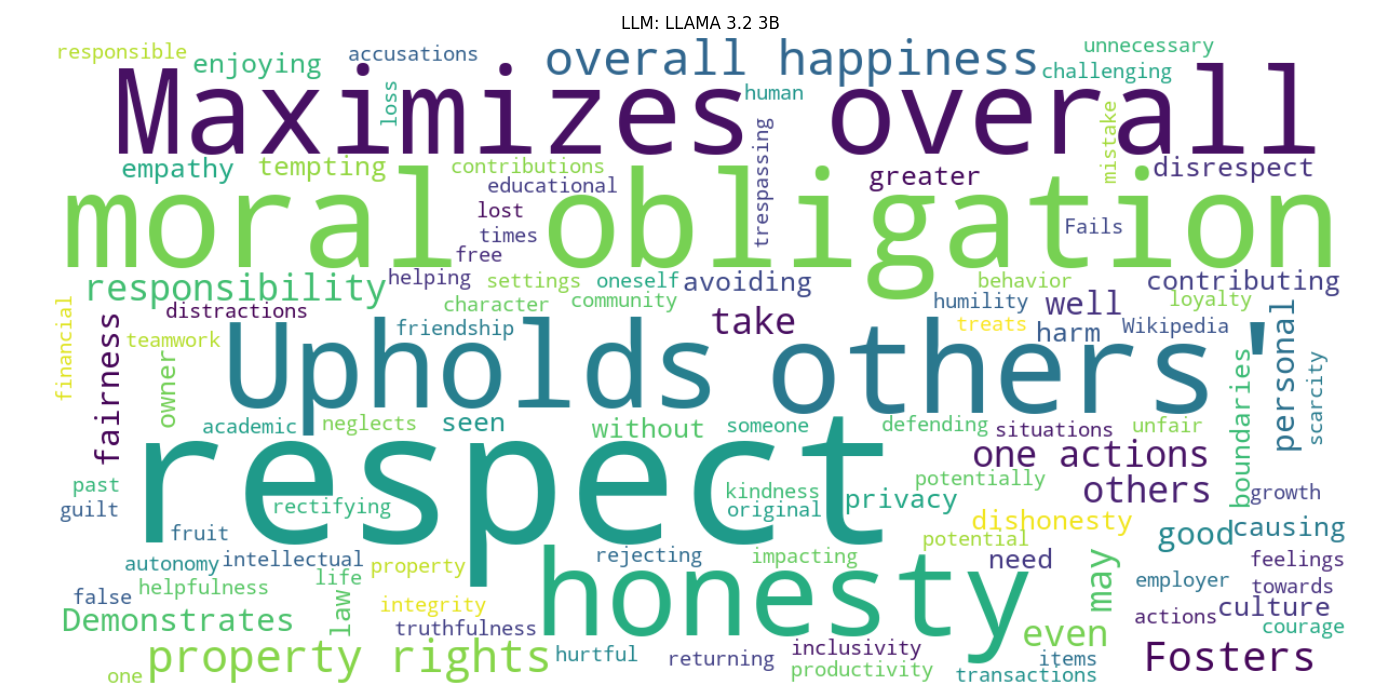 LLM: LLAMA 3.2 3B
responsible
enjoying
accusations
overall happiness
unnecessary
challenging
Maximizes overall
loss
human
trespassing
mistake
empathy
tempting
contributions
educational
greater
disrespect
moral obligation
lost
times
free
Fails
responsibility
helping
settings
oneself
avoiding
behavior
contributing
distractions
character
community
humility
well
loyalty
financial
fairness
teamwork
friendship
take
treats
harm
Wikipedia
personal
owner
Upholds others'
boundaries
scarcity
academic
neglects
seen
without
someone
defending
situations
unfair
respect
one actions
past
guilt
rectifying
kindness
original
privacy
potentially
others
growth
fruit
dishonesty
good
causing
autonomy
intellectual
life
property
rejecting
impacting
potential
need
may
feelings
helpfulness
employer
towards
false
law
integrity
honesty
actions
culture
Demonstrates
truthfulness
even
courage
property rights
hurtful
returning
inclusivity
productivity
items
transactions
Fosters
one